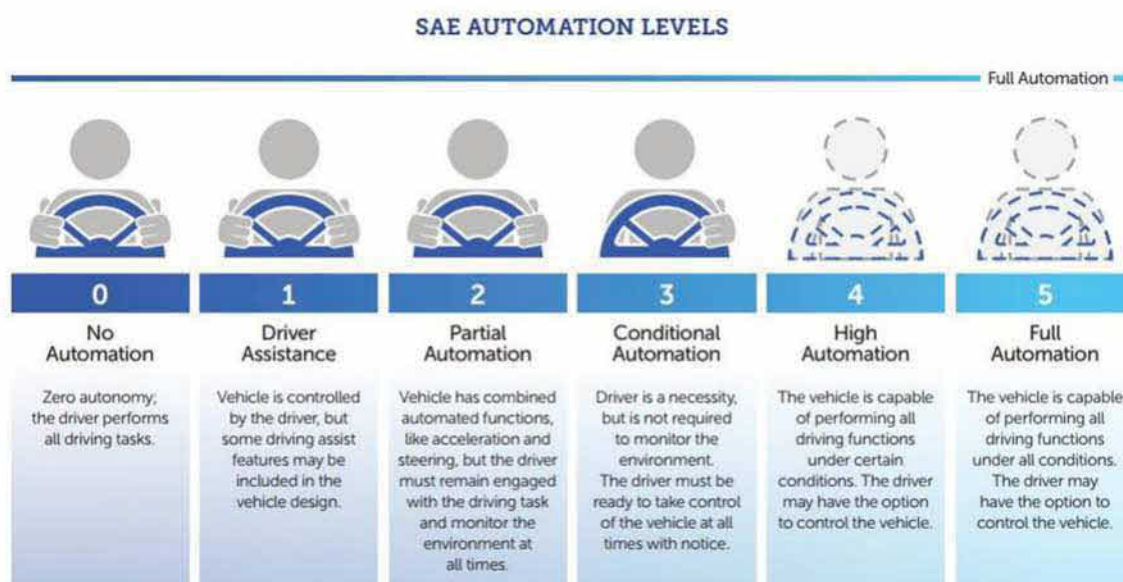 SAE AUTOMATION LEVELS
Full Automation
0
No
Automation
Zero autonomy;
the driver performs
all driving tasks.
1
Driver
Assistance
Vehicle is controlled
by the driver, but
some driving assist
features may be
included in the
vehicle design.
2
Partial
Automation
Vehicle has combined
automated functions,
like acceleration and
steering, but the driver
must remain engaged
with the driving task
and monitor the
environment at
all times.
3
Conditional
Automation
Driver is a necessity,
but is not required
to monitor the
environment.
The driver must be
ready to take control
of the vehicle at all
times with notice.
4
High
Automation
The vehicle is capable
of performing all
driving functions
under certain
conditions. The driver
may have the option
to control the vehicle.
5
Full
Automation
The vehicle is capable
of performing all
driving functions
under all conditions.
The driver may
have the option to
control the vehicle.